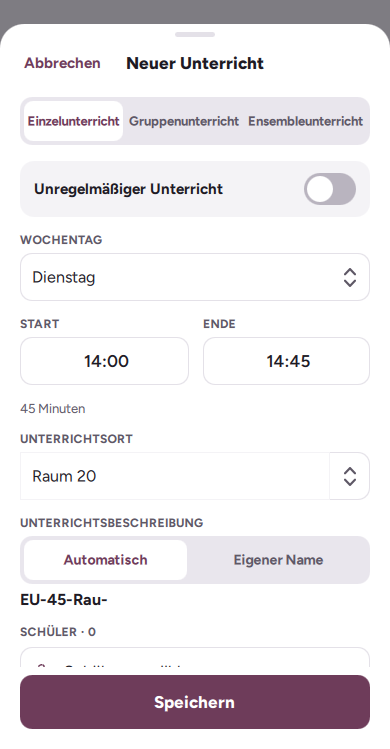 Abbrechen Neuer Unterricht
Einzelunterricht Gruppenunterricht Ensembleunterricht
Unregelmäßiger Unterricht
WOCHENTAG
Dienstag
START ENDE
14:00 14:45
45 Minuten
UNTERRICHTSORT
Raum 20
UNTERRICHTSBESCHREIBUNG
Automatisch Eigener Name
EU-45-Rau-
SCHÜLER · 0
Speichern